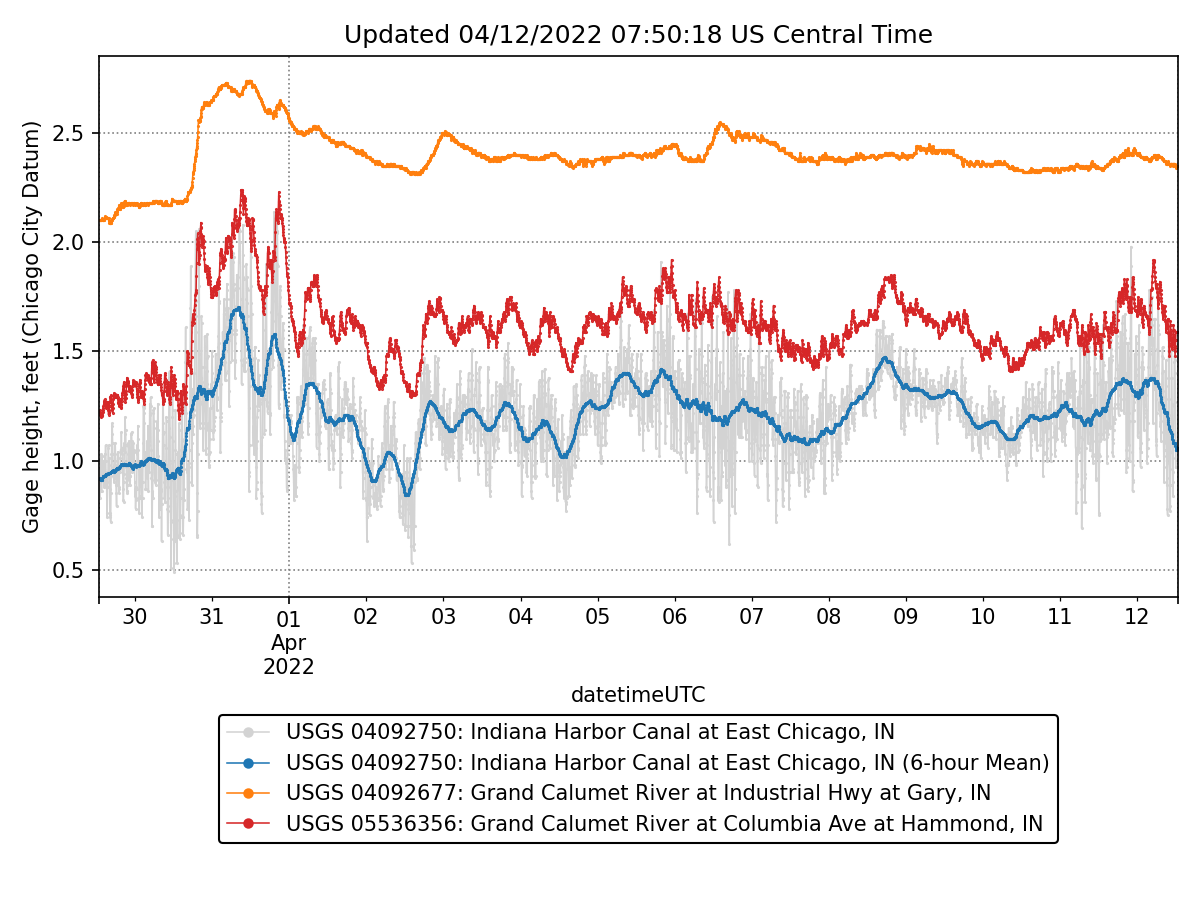 Updated 04/12/2022 07:50:18 US Central Time
Gage height, feet (Chicago City Datum)
2.5
2.0
1.5
1.0
0.5
30 31 01 02 03 04 05 06 07 08 09 10 11 12
Apr
2022
datetimeUTC
USGS 04092750: Indiana Harbor Canal at East Chicago, IN
USGS 04092750: Indiana Harbor Canal at East Chicago, IN (6-hour Mean)
USGS 04092677: Grand Calumet River at Industrial Hwy at Gary, IN
USGS 05536356: Grand Calumet River at Columbia Ave at Hammond, IN